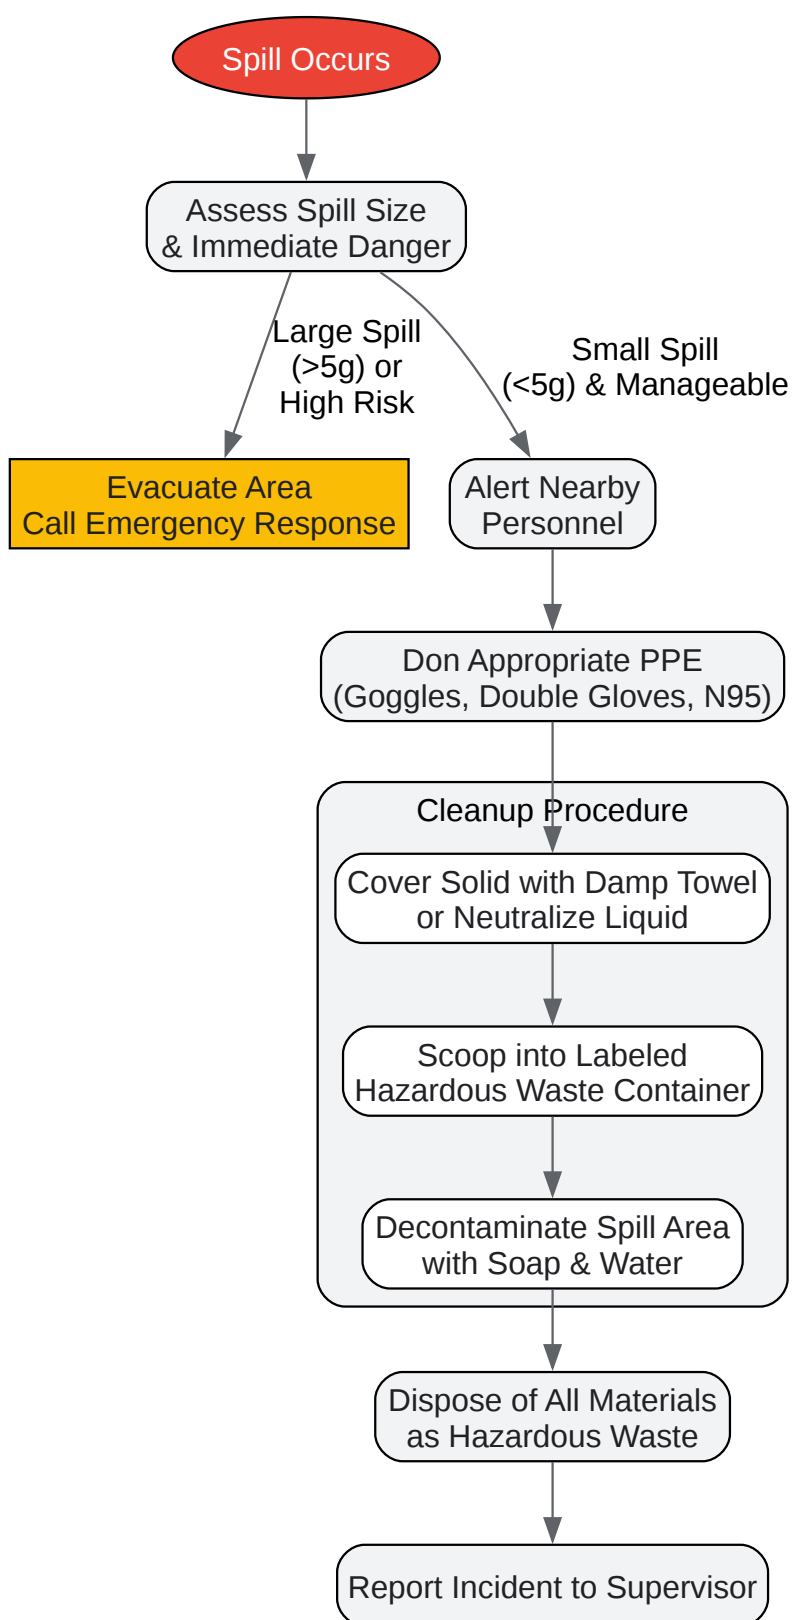 Spill Occurs
Assess Spill Size
& Immediate Danger
Large Spill
(>5g) or
High Risk
Small Spill
(<5g) & Manageable
Evacuate Area
Call Emergency Response
Alert Nearby
Personnel
Don Appropriate PPE
(Goggles, Double Gloves, N95)
Cleanup Procedure
Cover Solid with Damp Towel
or Neutralize Liquid
Scoop into Labeled
Hazardous Waste Container
Decontaminate Spill Area
with Soap & Water
Dispose of All Materials
as Hazardous Waste
Report Incident to Supervisor